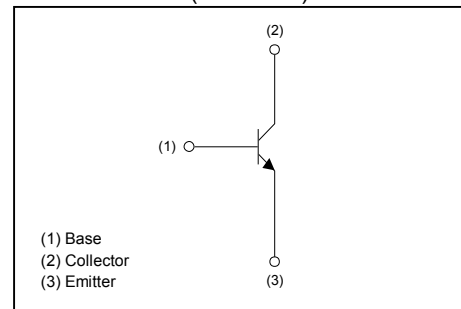 (2)
(1)
(1) Base
(2) Collector
(3) Emitter
(3)